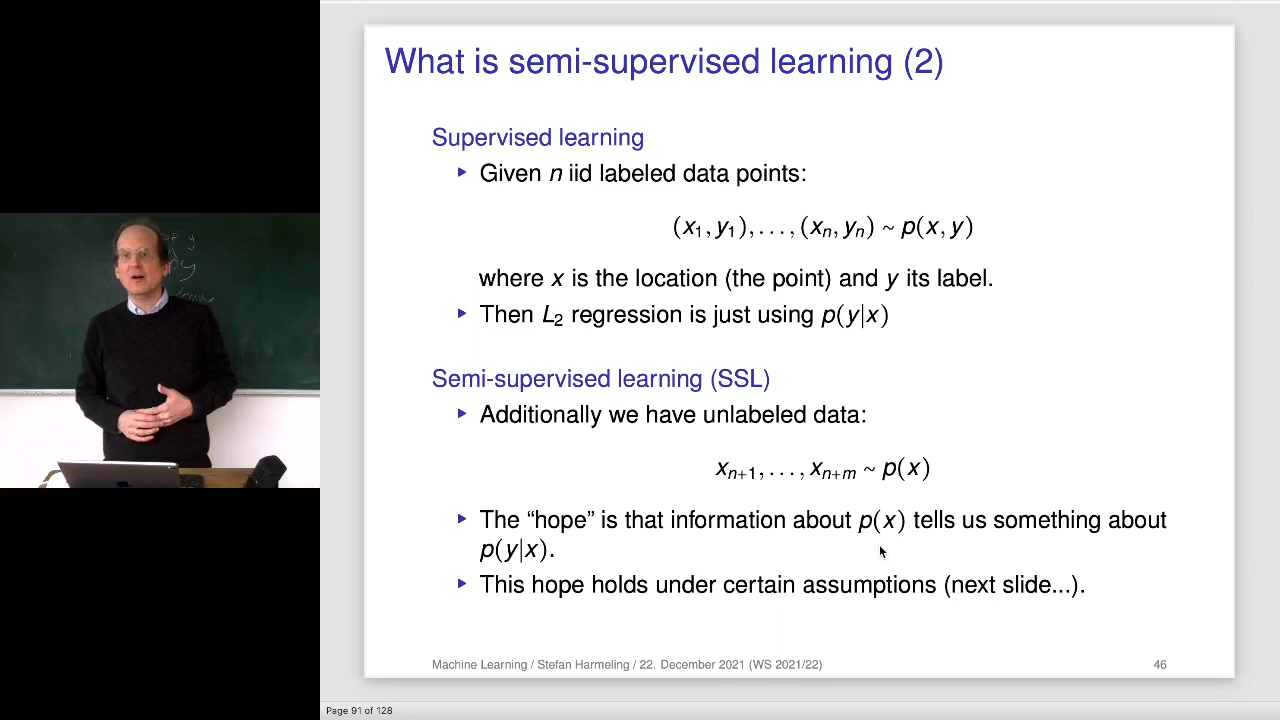 What is semi-supervised learning (2)
Supervised learning
▸ Given n iid labeled data points:
(x₁, y₁), . . . , (xₙ, yₙ) ~ p(x, y)
where x is the location (the point) and y its label.
▸ Then L₂ regression is just using p(y|x)
Semi-supervised learning (SSL)
▸ Additionally we have unlabeled data:
xₙ₊₁, . . . , xₙ₊ₘ ~ p(x)
▸ The “hope” is that information about p(x) tells us something about
p(y|x).
▸ This hope holds under certain assumptions (next slide...).
Machine Learning / Stefan Harmeling / 22. December 2021 (WS 2021/22)
46
Page 91 of 128